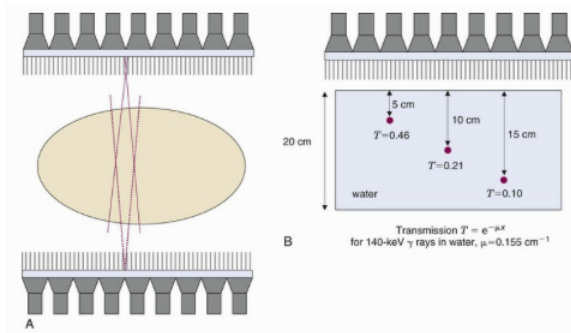 A
5 cm
10 cm
15 cm
20 cm
T=0.46
T=0.21
T=0.10
water
B
Transmission T = e^−μx
for 140-keV γ rays in water, μ=0.155 cm⁻¹